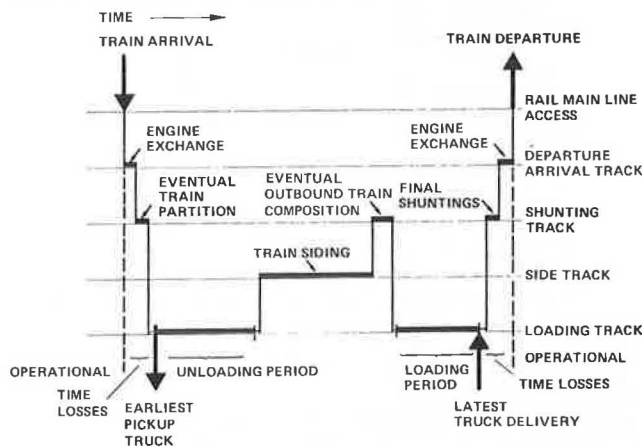 TIME
TRAIN ARRIVAL
TRAIN DEPARTURE
RAIL MAIN LINE
ACCESS
ENGINE
EXCHANGE
ENGINE
EXCHANGE
DEPARTURE
ARRIVAL TRACK
EVENTUAL
TRAIN
PARTITION
EVENTUAL
OUTBOUND TRAIN
COMPOSITION
FINAL
SHUNTINGS
SHUNTING
TRACK
TRAIN SIDING
SIDE TRACK
LOADING TRACK
OPERATIONAL
TIME
LOSSES
UNLOADING PERIOD
LOADING
PERIOD
OPERATIONAL
TIME LOSSES
EARLIEST
PICKUP
TRUCK
LATEST
TRUCK DELIVERY